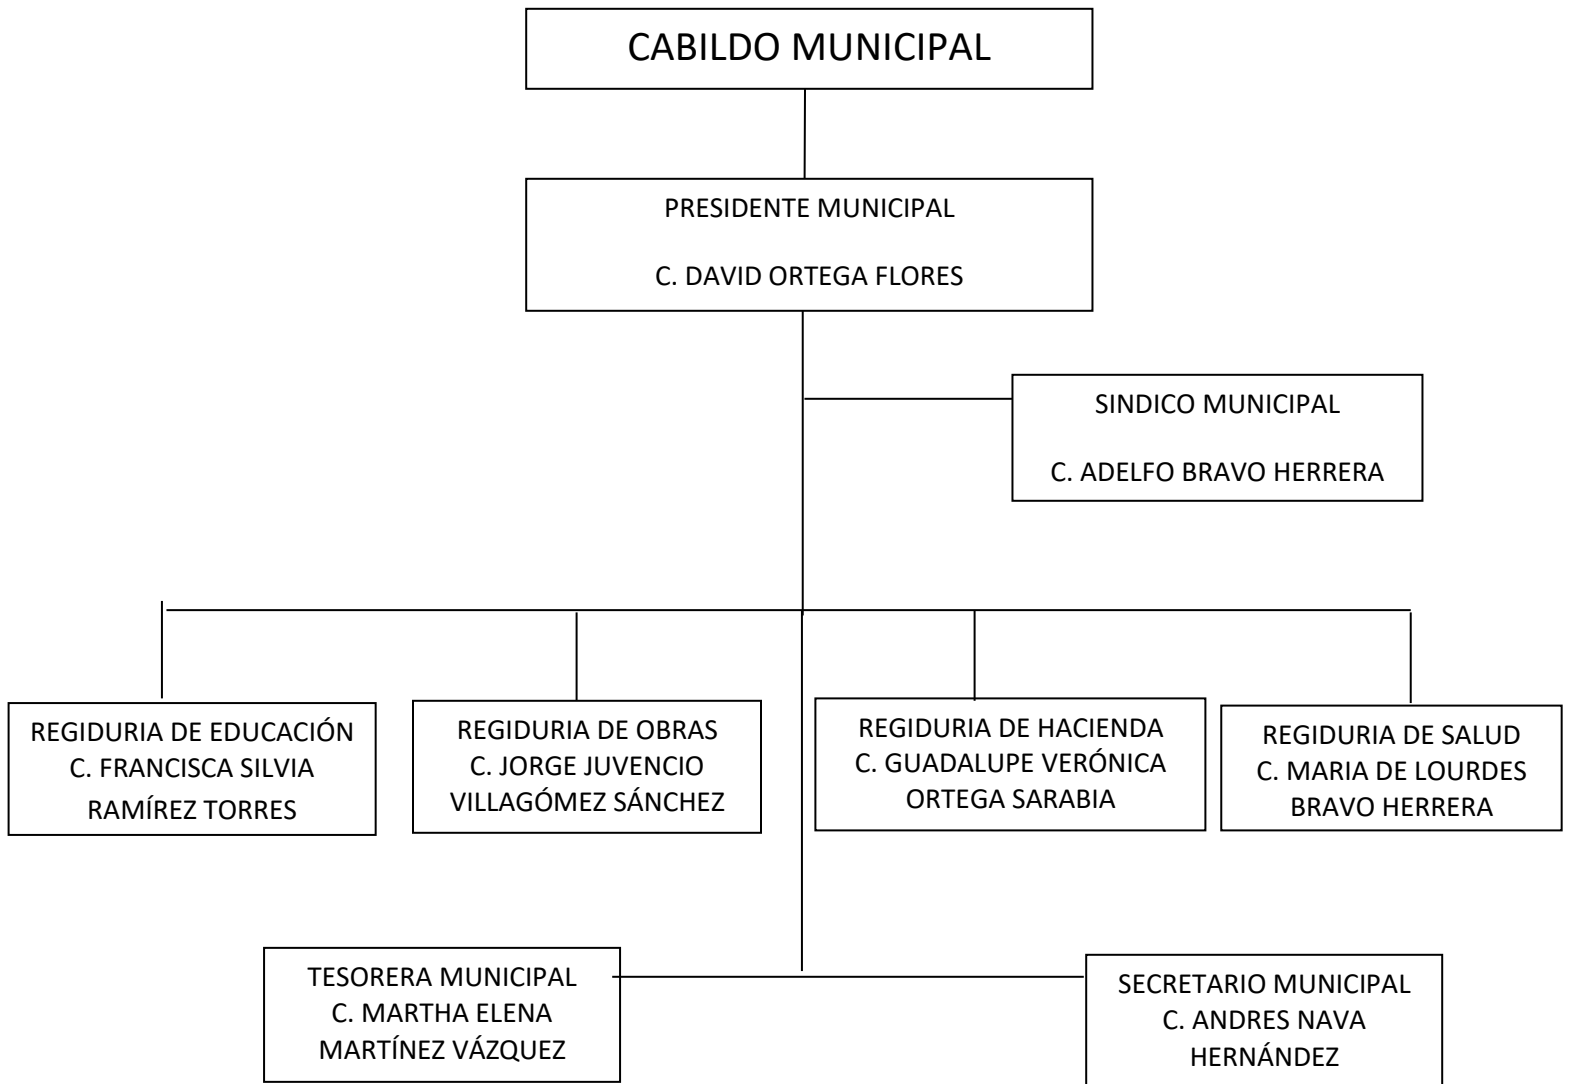 CABILDO MUNICIPAL
PRESIDENTE MUNICIPAL
C. DAVID ORTEGA FLORES
SINDICO MUNICIPAL
C. ADELFO BRAVO HERRERA
REGIDURIA DE EDUCACIÓN
C. FRANCISCA SILVIA
RAMÍREZ TORRES
REGIDURIA DE OBRAS
C. JORGE JUVENCIO
VILLAGÓMEZ SÁNCHEZ
REGIDURIA DE HACIENDA
C. GUADALUPE VERÓNICA
ORTEGA SARABIA
REGIDURIA DE SALUD
C. MARIA DE LOURDES
BRAVO HERRERA
TESORERA MUNICIPAL
C. MARTHA ELENA
MARTÍNEZ VÁZQUEZ
SECRETARIO MUNICIPAL
C. ANDRES NAVA
HERNÁNDEZ